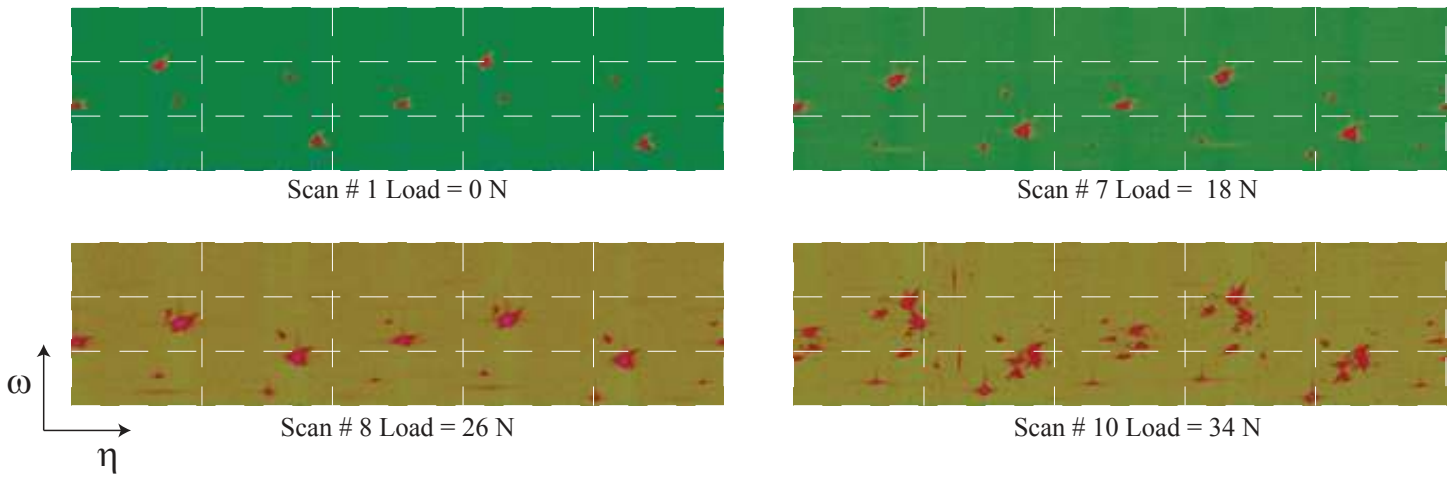 Scan # 1 Load = 0 N
Scan # 7 Load = 18 N
Scan # 8 Load = 26 N
Scan # 10 Load = 34 N
ω
η